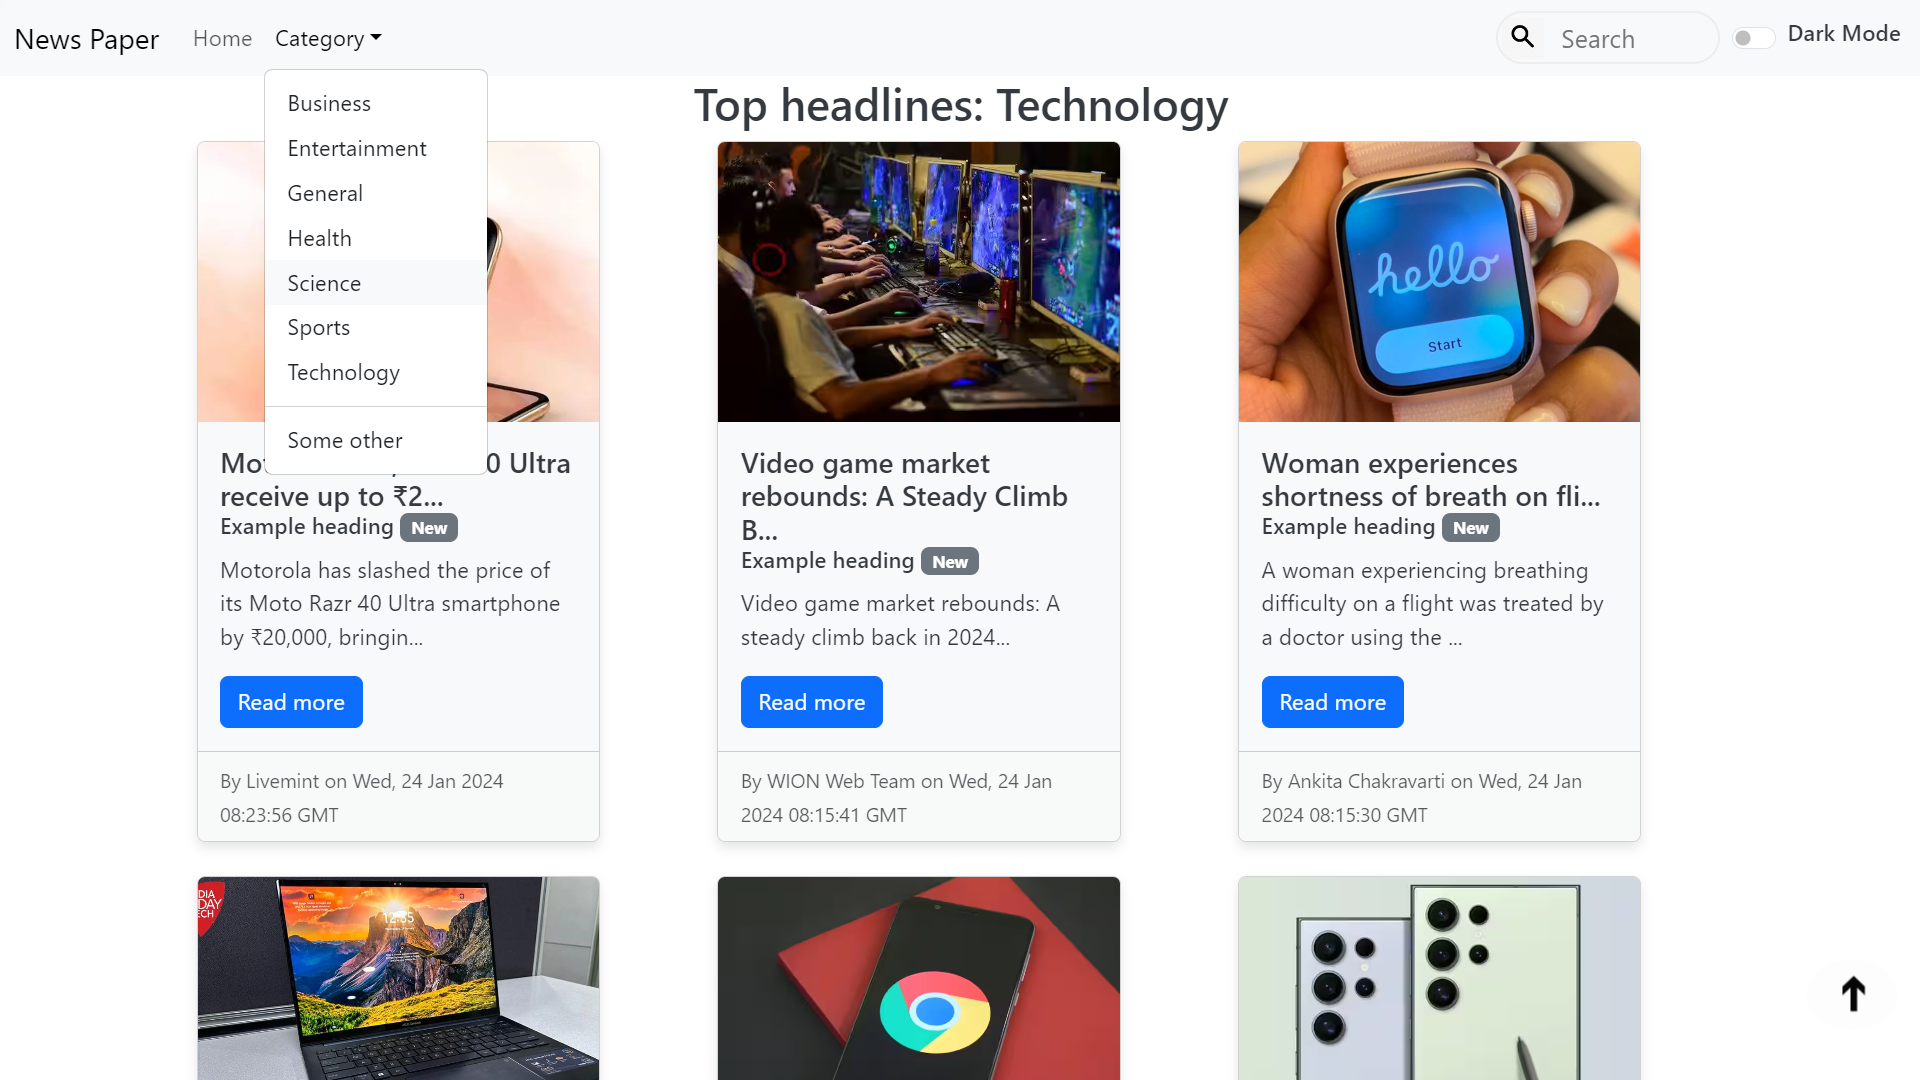 News Paper
Home
Category
Search
Dark Mode
Business
Entertainment
General
Health
Science
Sports
Technology
Some other
Top headlines: Technology
hello
Start
0 Ultra
receive up to ₹2...
Example heading New
Motorola has slashed the price of
its Moto Razr 40 Ultra smartphone
by ₹20,000, bringin...
Read more
By Livemint on Wed, 24 Jan 2024
08:23:56 GMT
Video game market
rebounds: A Steady Climb
B...
Example heading New
Video game market rebounds: A
steady climb back in 2024...
Read more
By WION Web Team on Wed, 24 Jan
2024 08:15:41 GMT
Woman experiences
shortness of breath on fli...
Example heading New
A woman experiencing breathing
difficulty on a flight was treated by
a doctor using the ...
Read more
By Ankita Chakravarti on Wed, 24 Jan
2024 08:15:30 GMT
DIA
DAY
ECH
12:35